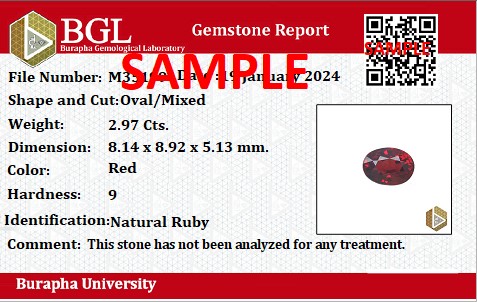 BGL
Burapha Gemological Laboratory
Gemstone Report
SAMPLE
SAMPLE
File Number: Date :19 January 2024
Shape and Cut:Oval/Mixed
Weight: 2.97 Cts.
Dimension: 8.14 x 8.92 x 5.13 mm.
Color: Red
Hardness: 9
Identification:Natural Ruby
Comment: This stone has not been analyzed for any treatment.
Burapha University